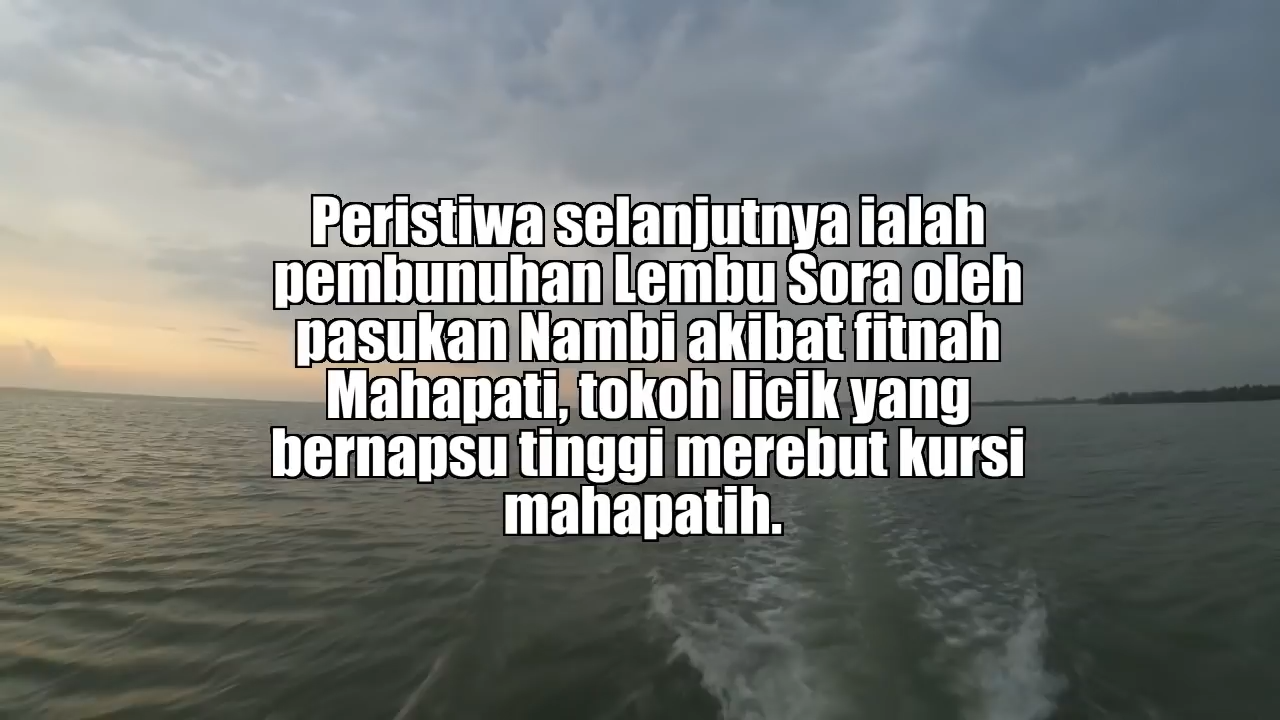 Peristiwa selanjutnya ialah
pembunuhan Lembu Sora oleh
pasukan Nambi akibat fitnah
Mahapati, tokoh licik yang
bernapsu tinggi merebut kursi
mahapatih.